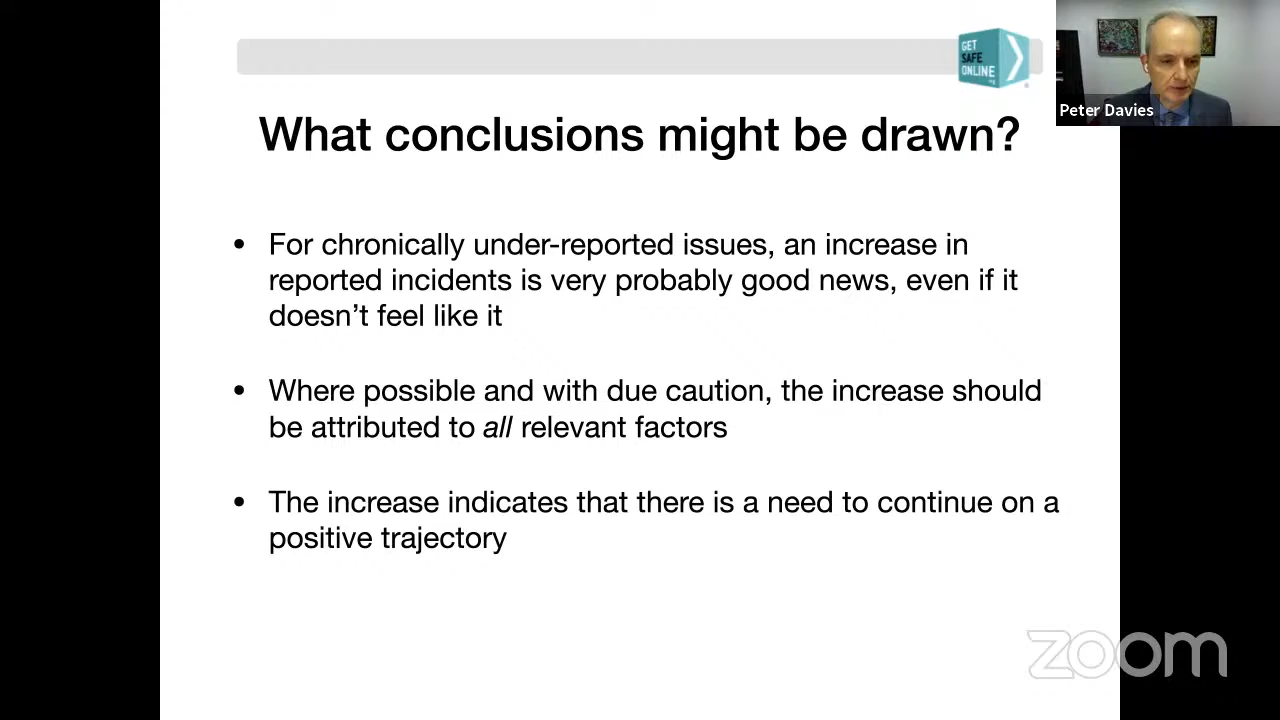 GET
SAFE
ONLINE
.org
Peter Davies
What conclusions might be drawn?
• For chronically under-reported issues, an increase in
reported incidents is very probably good news, even if it
doesn’t feel like it
• Where possible and with due caution, the increase should
be attributed to all relevant factors
• The increase indicates that there is a need to continue on a
positive trajectory
zoom